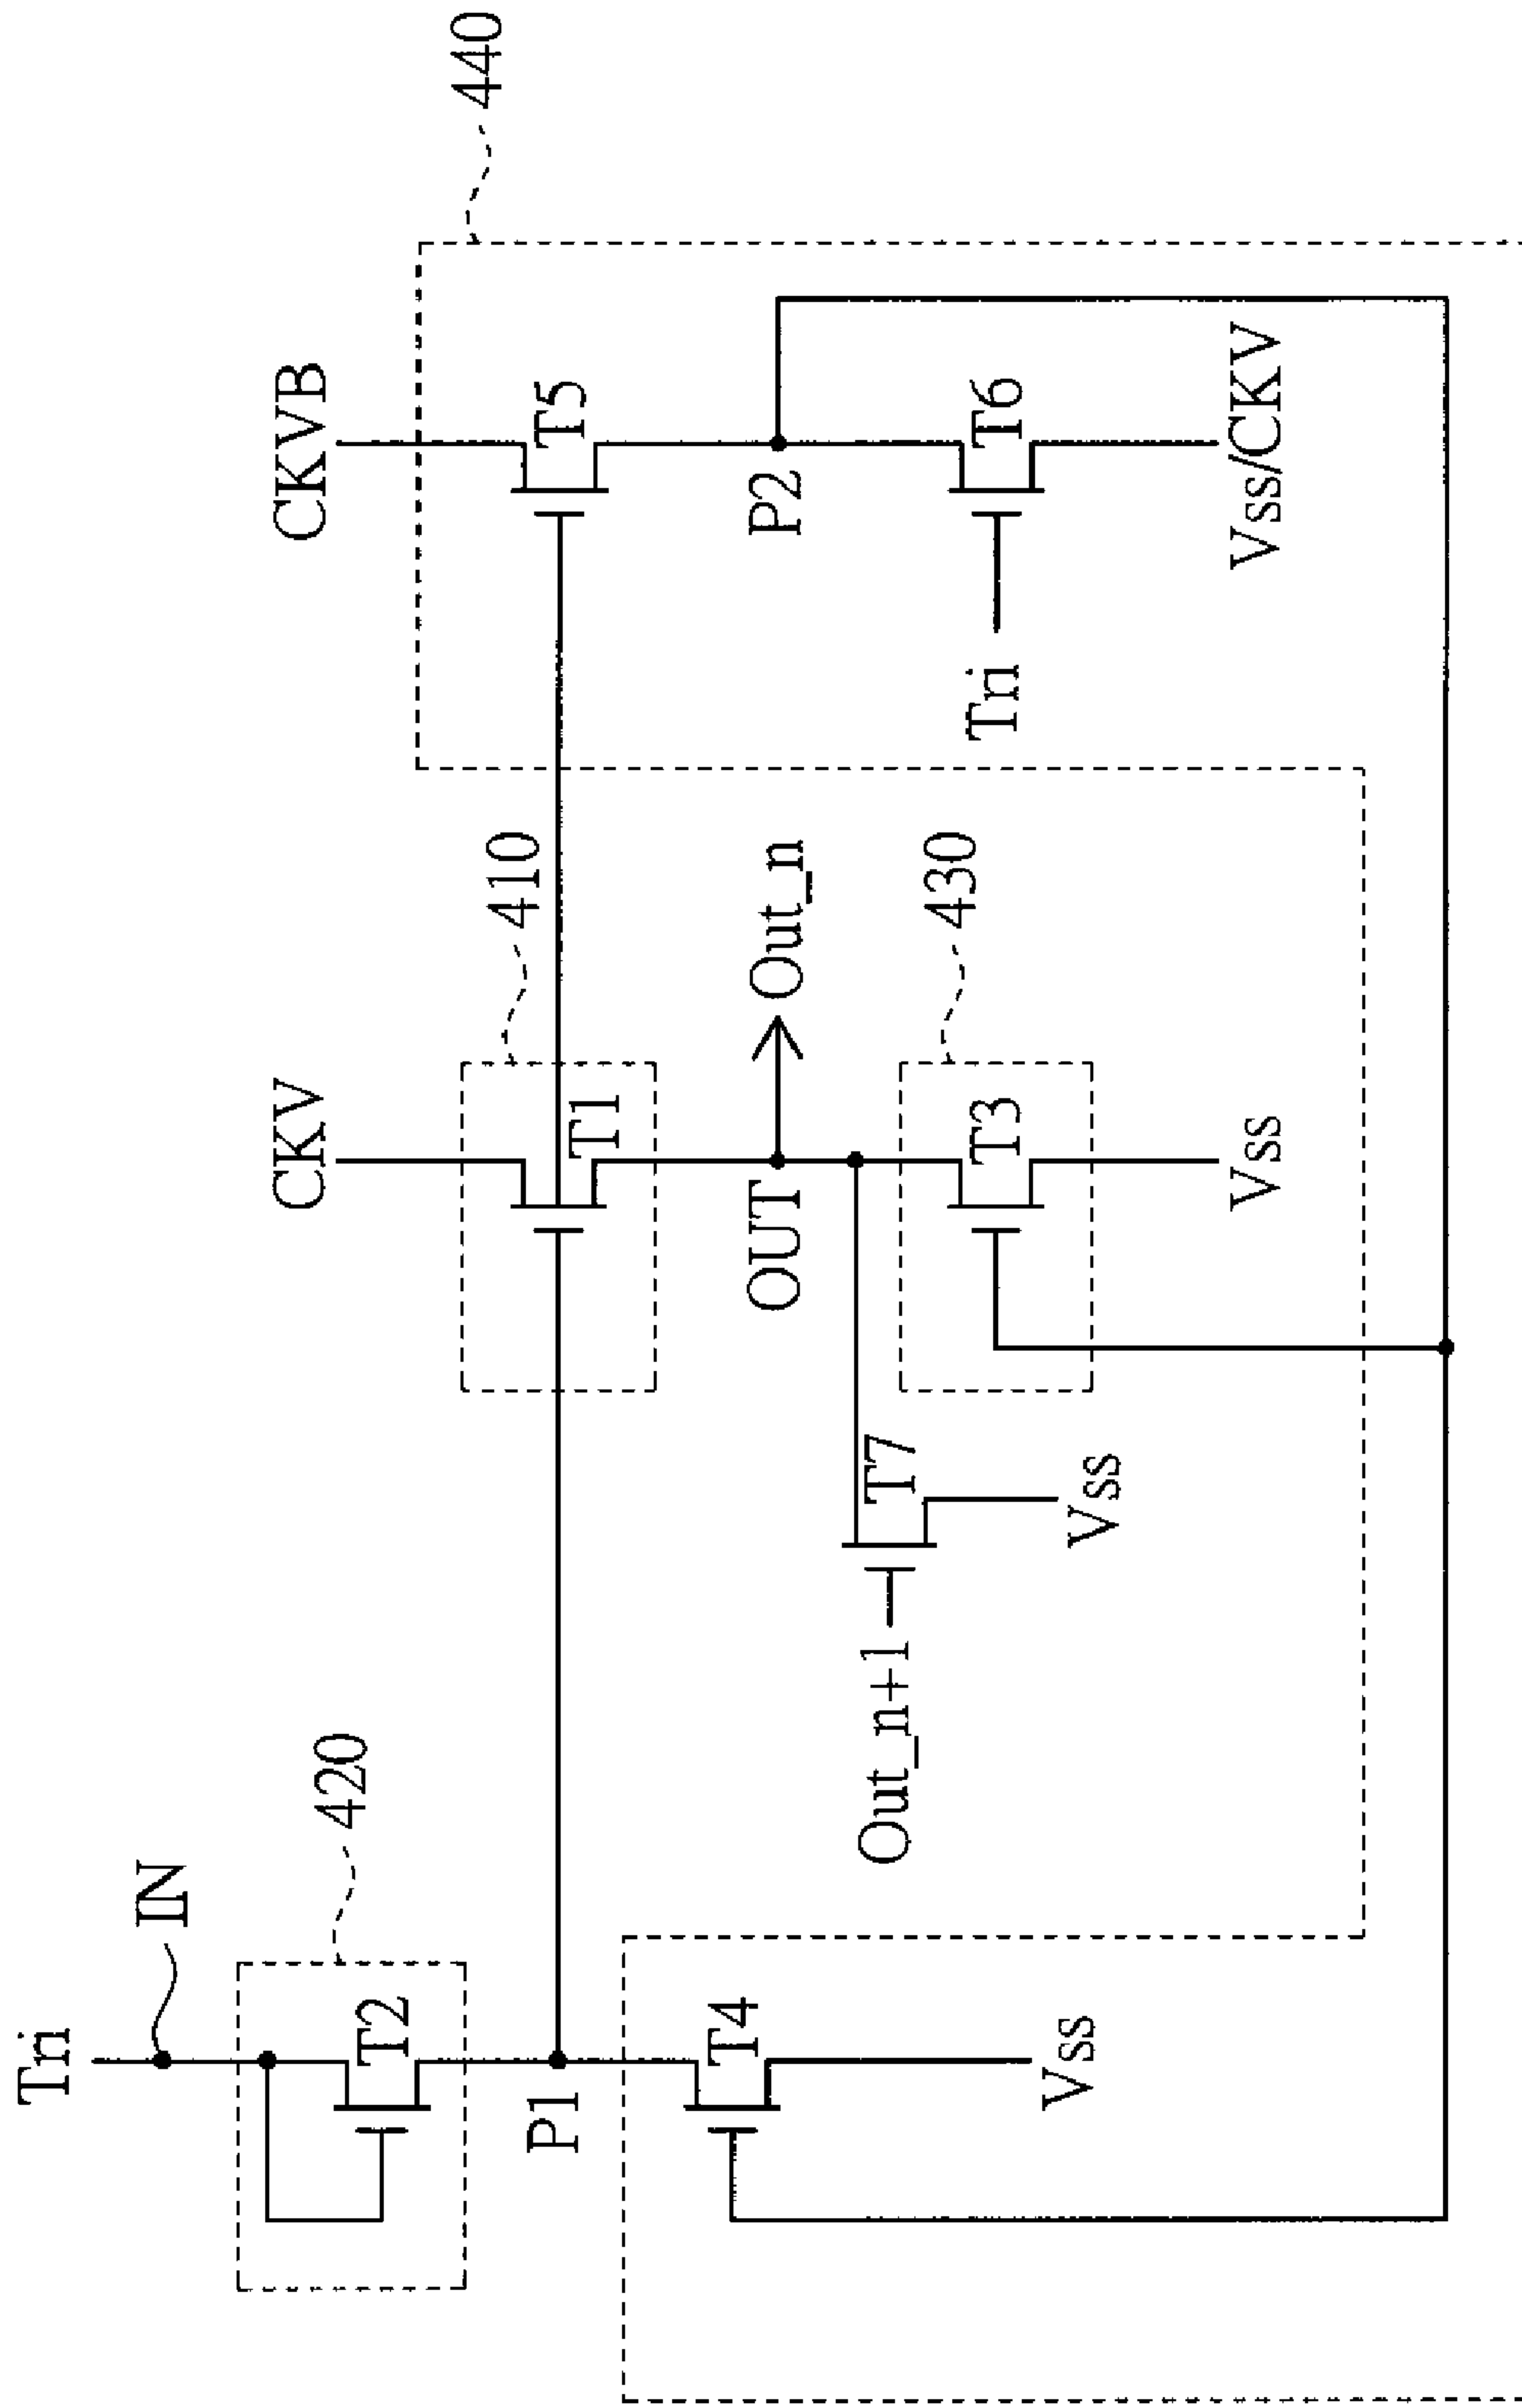 Tri
IN
420
T2
P1
T4
Vss
CKV
410
T1
OUT
Out_n
430
T3
Vss
T7
Out_n+1
Vss
CKVB
440
T5
P2
T6
Tri
Vss/CKV